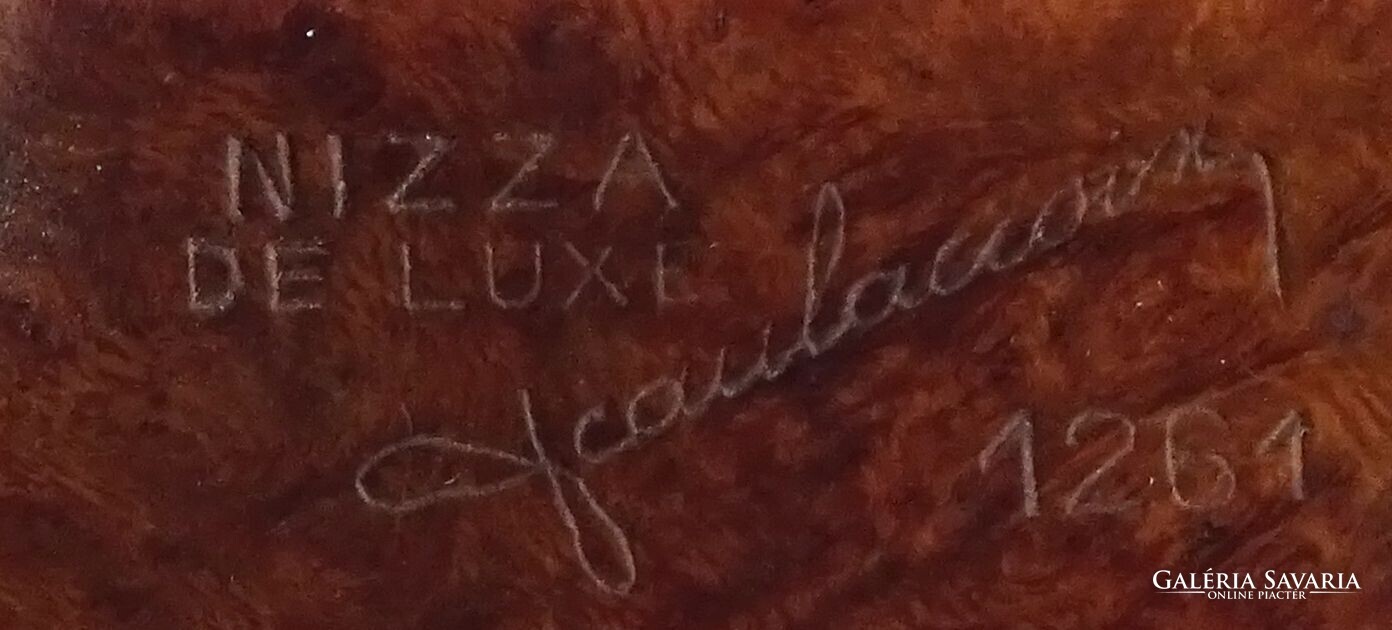 NIZZA
DE LUXE
Jeanlacroix
1261
GALÉRIA SAVARIA
ONLINE PIACTÉR